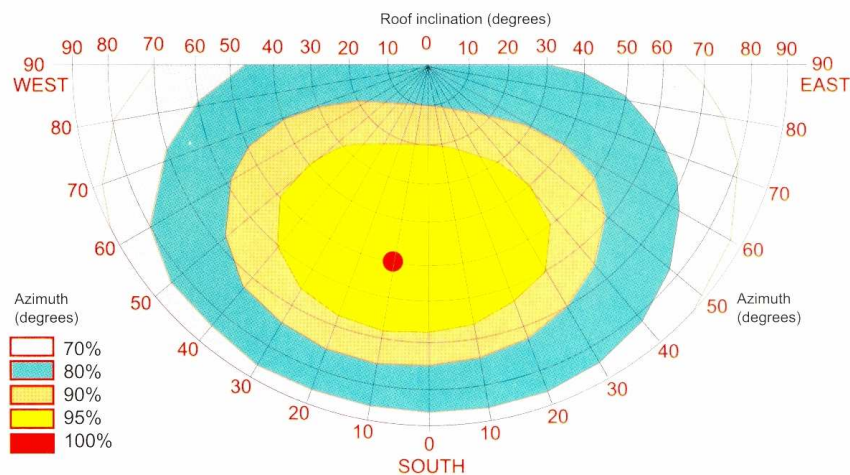 Roof inclination (degrees)
90 80 70 60 50 40 30 20 10 0 10 20 30 40 50 60 70 80 90
90 90
WEST EAST
80 80
70 70
60 60
50 50
40 40
30 30
20 20
10 10
0
SOUTH
Azimuth
(degrees)
Azimuth
(degrees)
70%
80%
90%
95%
100%